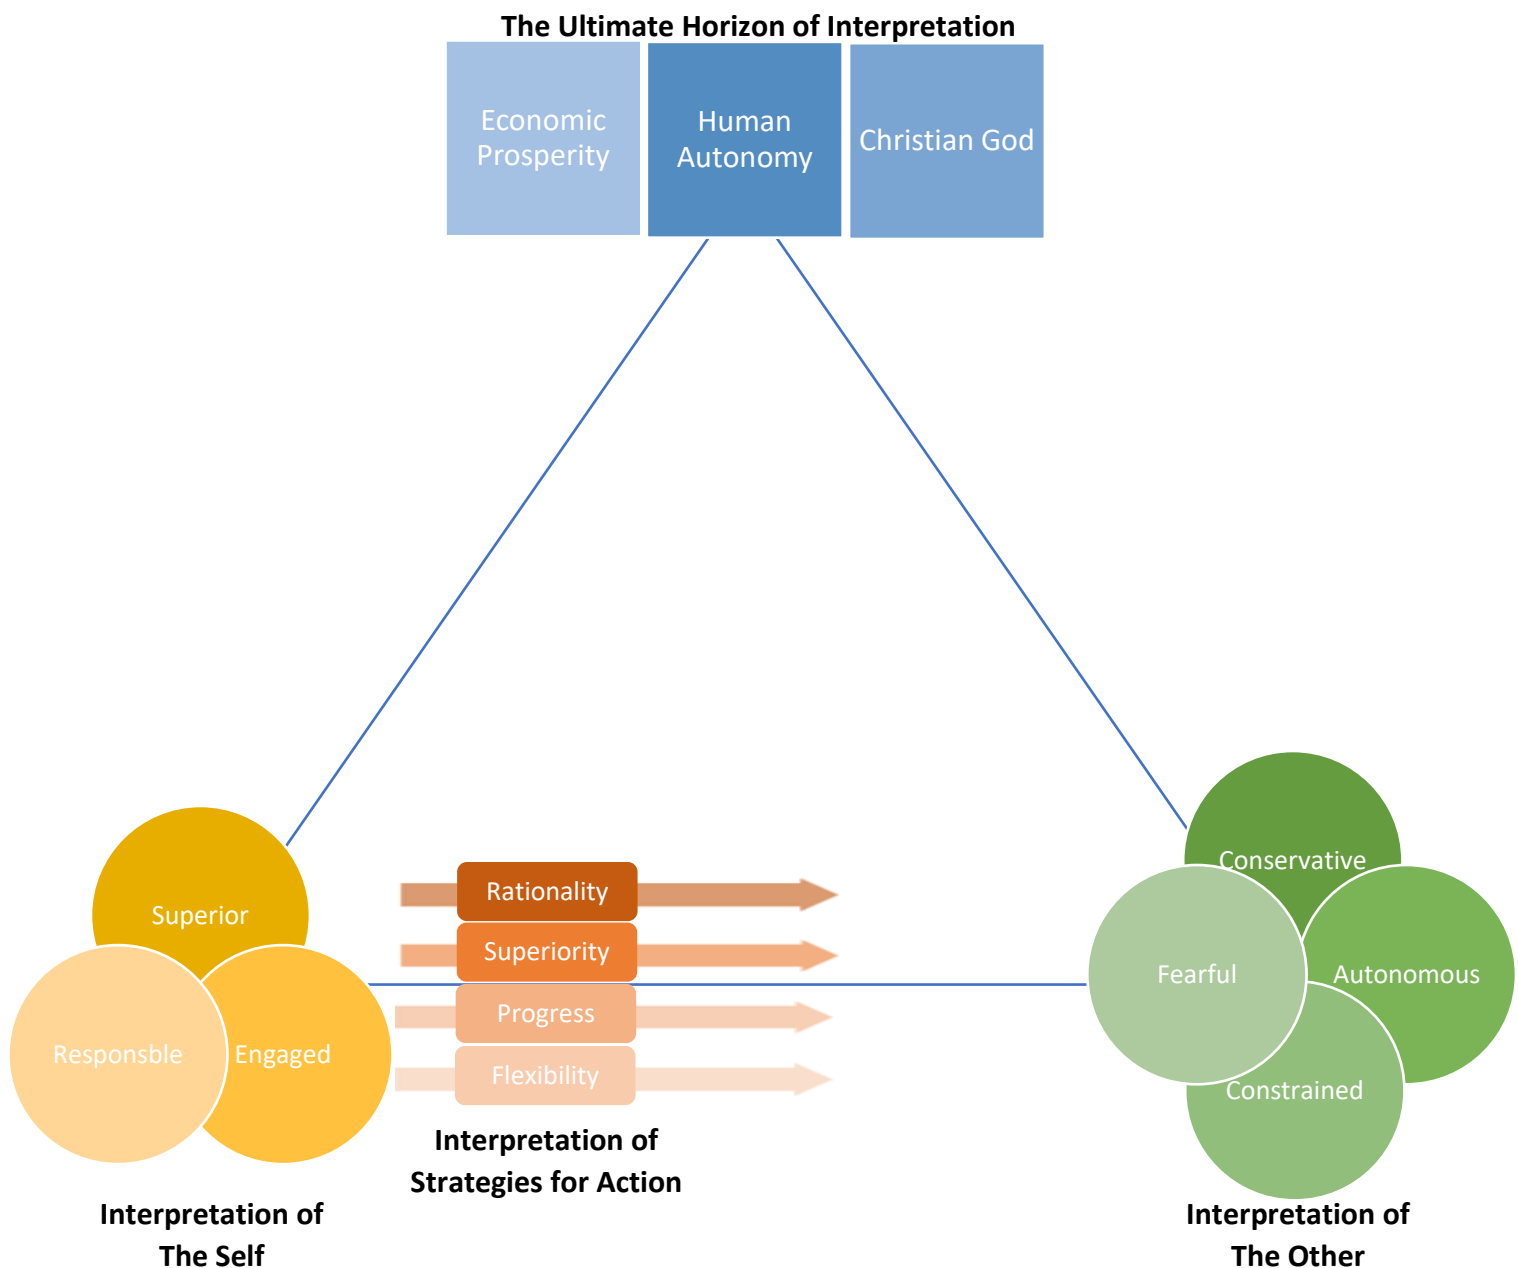 The Ultimate Horizon of Interpretation
Economic
Prosperity
Human
Autonomy
Christian God
Superior
Responsble
Engaged
Rationality
Superiority
Progress
Flexibility
Conservative
Fearful
Autonomous
Constrained
Interpretation of
Strategies for Action
Interpretation of
The Self
Interpretation of
The Other